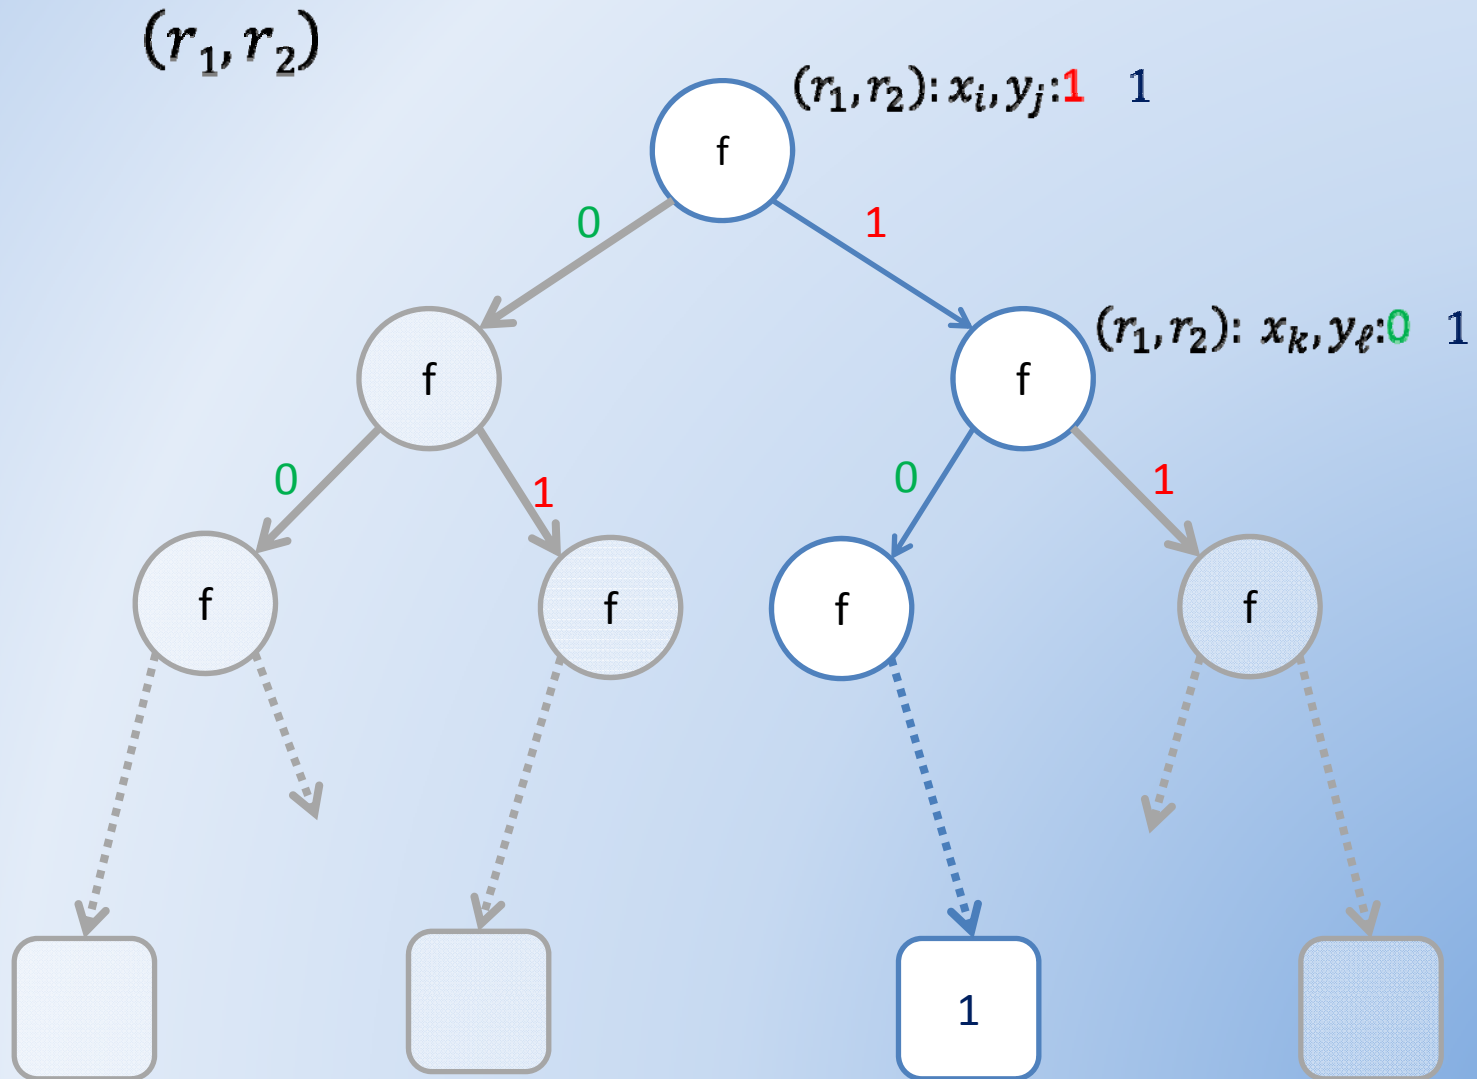 (r₁, r₂)
(r₁, r₂): xᵢ, yⱼ:1 1
f
0 1
(r₁, r₂): xₖ, y_ℓ:0 1
f f
0 1 0 1
f f f f
1